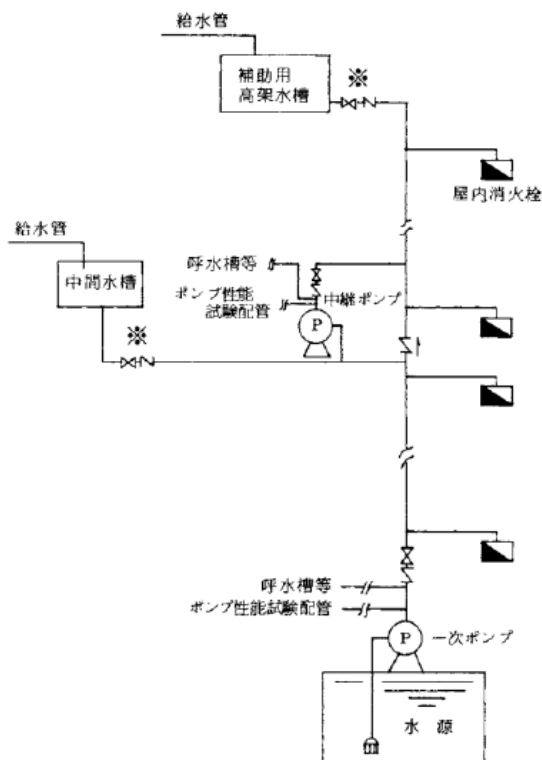 給水管
補助用
高架水槽
※
屋内消火栓
給水管
中間水槽
※
呼水槽等
ポンプ性能
試験配管
中継ポンプ
P
呼水槽等
ポンプ性能試験配管
P
一次ポンプ
水源